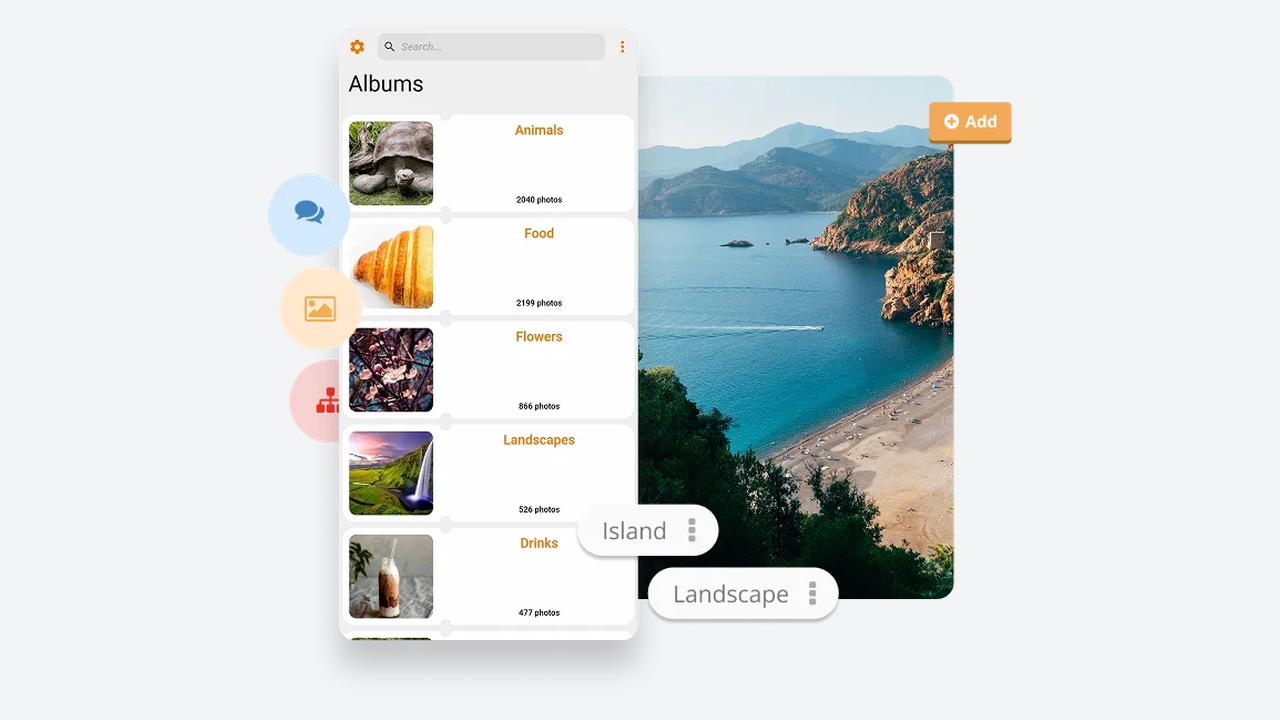 Search...
Albums
Animals
2040 photos
Food
2199 photos
Flowers
866 photos
Landscapes
526 photos
Drinks
477 photos
Add
Island
Landscape